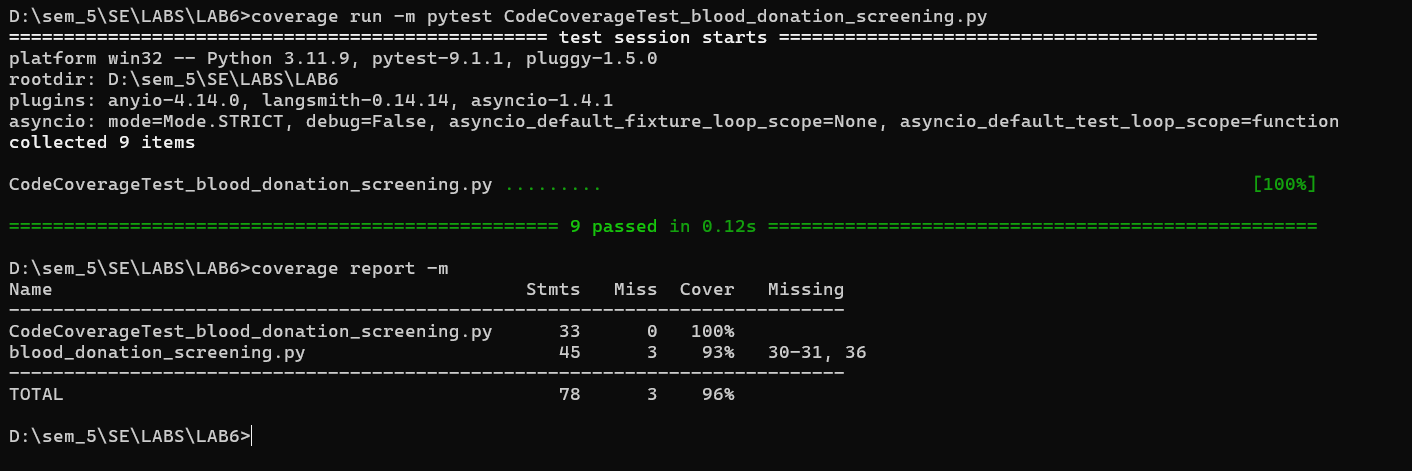 D:\sem_5\SE\LABS\LAB6>coverage run -m pytest CodeCoverageTest_blood_donation_screening.py
================================================= test session starts =================================================
platform win32 -- Python 3.11.9, pytest-9.1.1, pluggy-1.5.0
rootdir: D:\sem_5\SE\LABS\LAB6
plugins: anyio-4.14.0, langsmith-0.14.14, asyncio-1.4.1
asyncio: mode=Mode.STRICT, debug=False, asyncio_default_fixture_loop_scope=None, asyncio_default_test_loop_scope=function
collected 9 items

CodeCoverageTest_blood_donation_screening.py .........                                                           [100%]

================================================== 9 passed in 0.12s ==================================================

D:\sem_5\SE\LABS\LAB6>coverage report -m
Name                                           Stmts   Miss  Cover   Missing
----------------------------------------------------------------------------
CodeCoverageTest_blood_donation_screening.py      33      0   100%
blood_donation_screening.py                       45      3    93%   30-31, 36
----------------------------------------------------------------------------
TOTAL                                             78      3    96%

D:\sem_5\SE\LABS\LAB6>